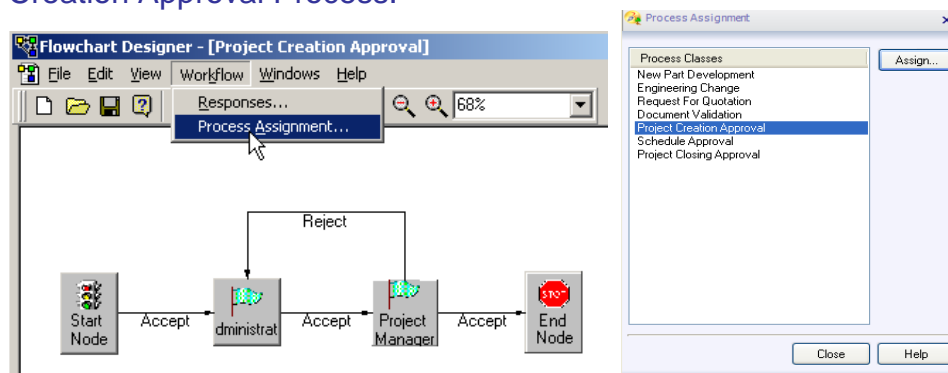 Creation Approval Process.
Flowchart Designer - [Project Creation Approval]
File Edit View Workflow Windows Help
68%
Responses...
Process Assignment...
Reject
Start
Node
Accept
dministrat
Accept
Project
Manager
Accept
STOP
End
Node
Process Assignment
Process Classes
New Part Development
Engineering Change
Request For Quotation
Document Validation
Project Creation Approval
Schedule Approval
Project Closing Approval
Assign...
Close Help